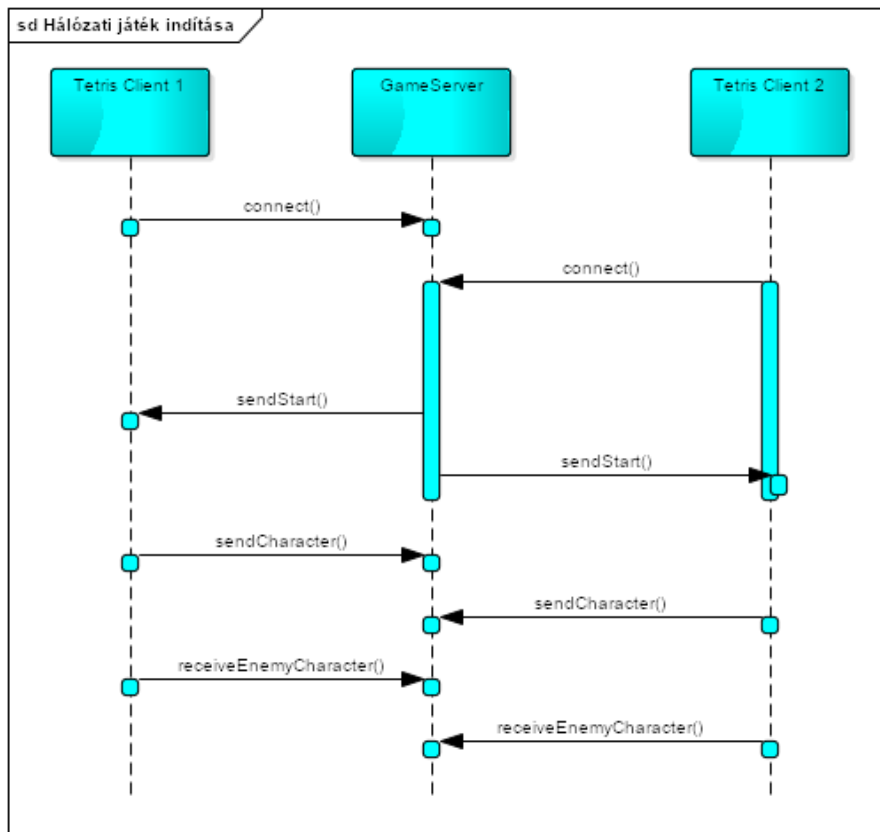 sd Hálózati játék indítása
Tetris Client 1
GameServer
Tetris Client 2
connect()
connect()
sendStart()
sendStart()
sendCharacter()
sendCharacter()
receiveEnemyCharacter()
receiveEnemyCharacter()